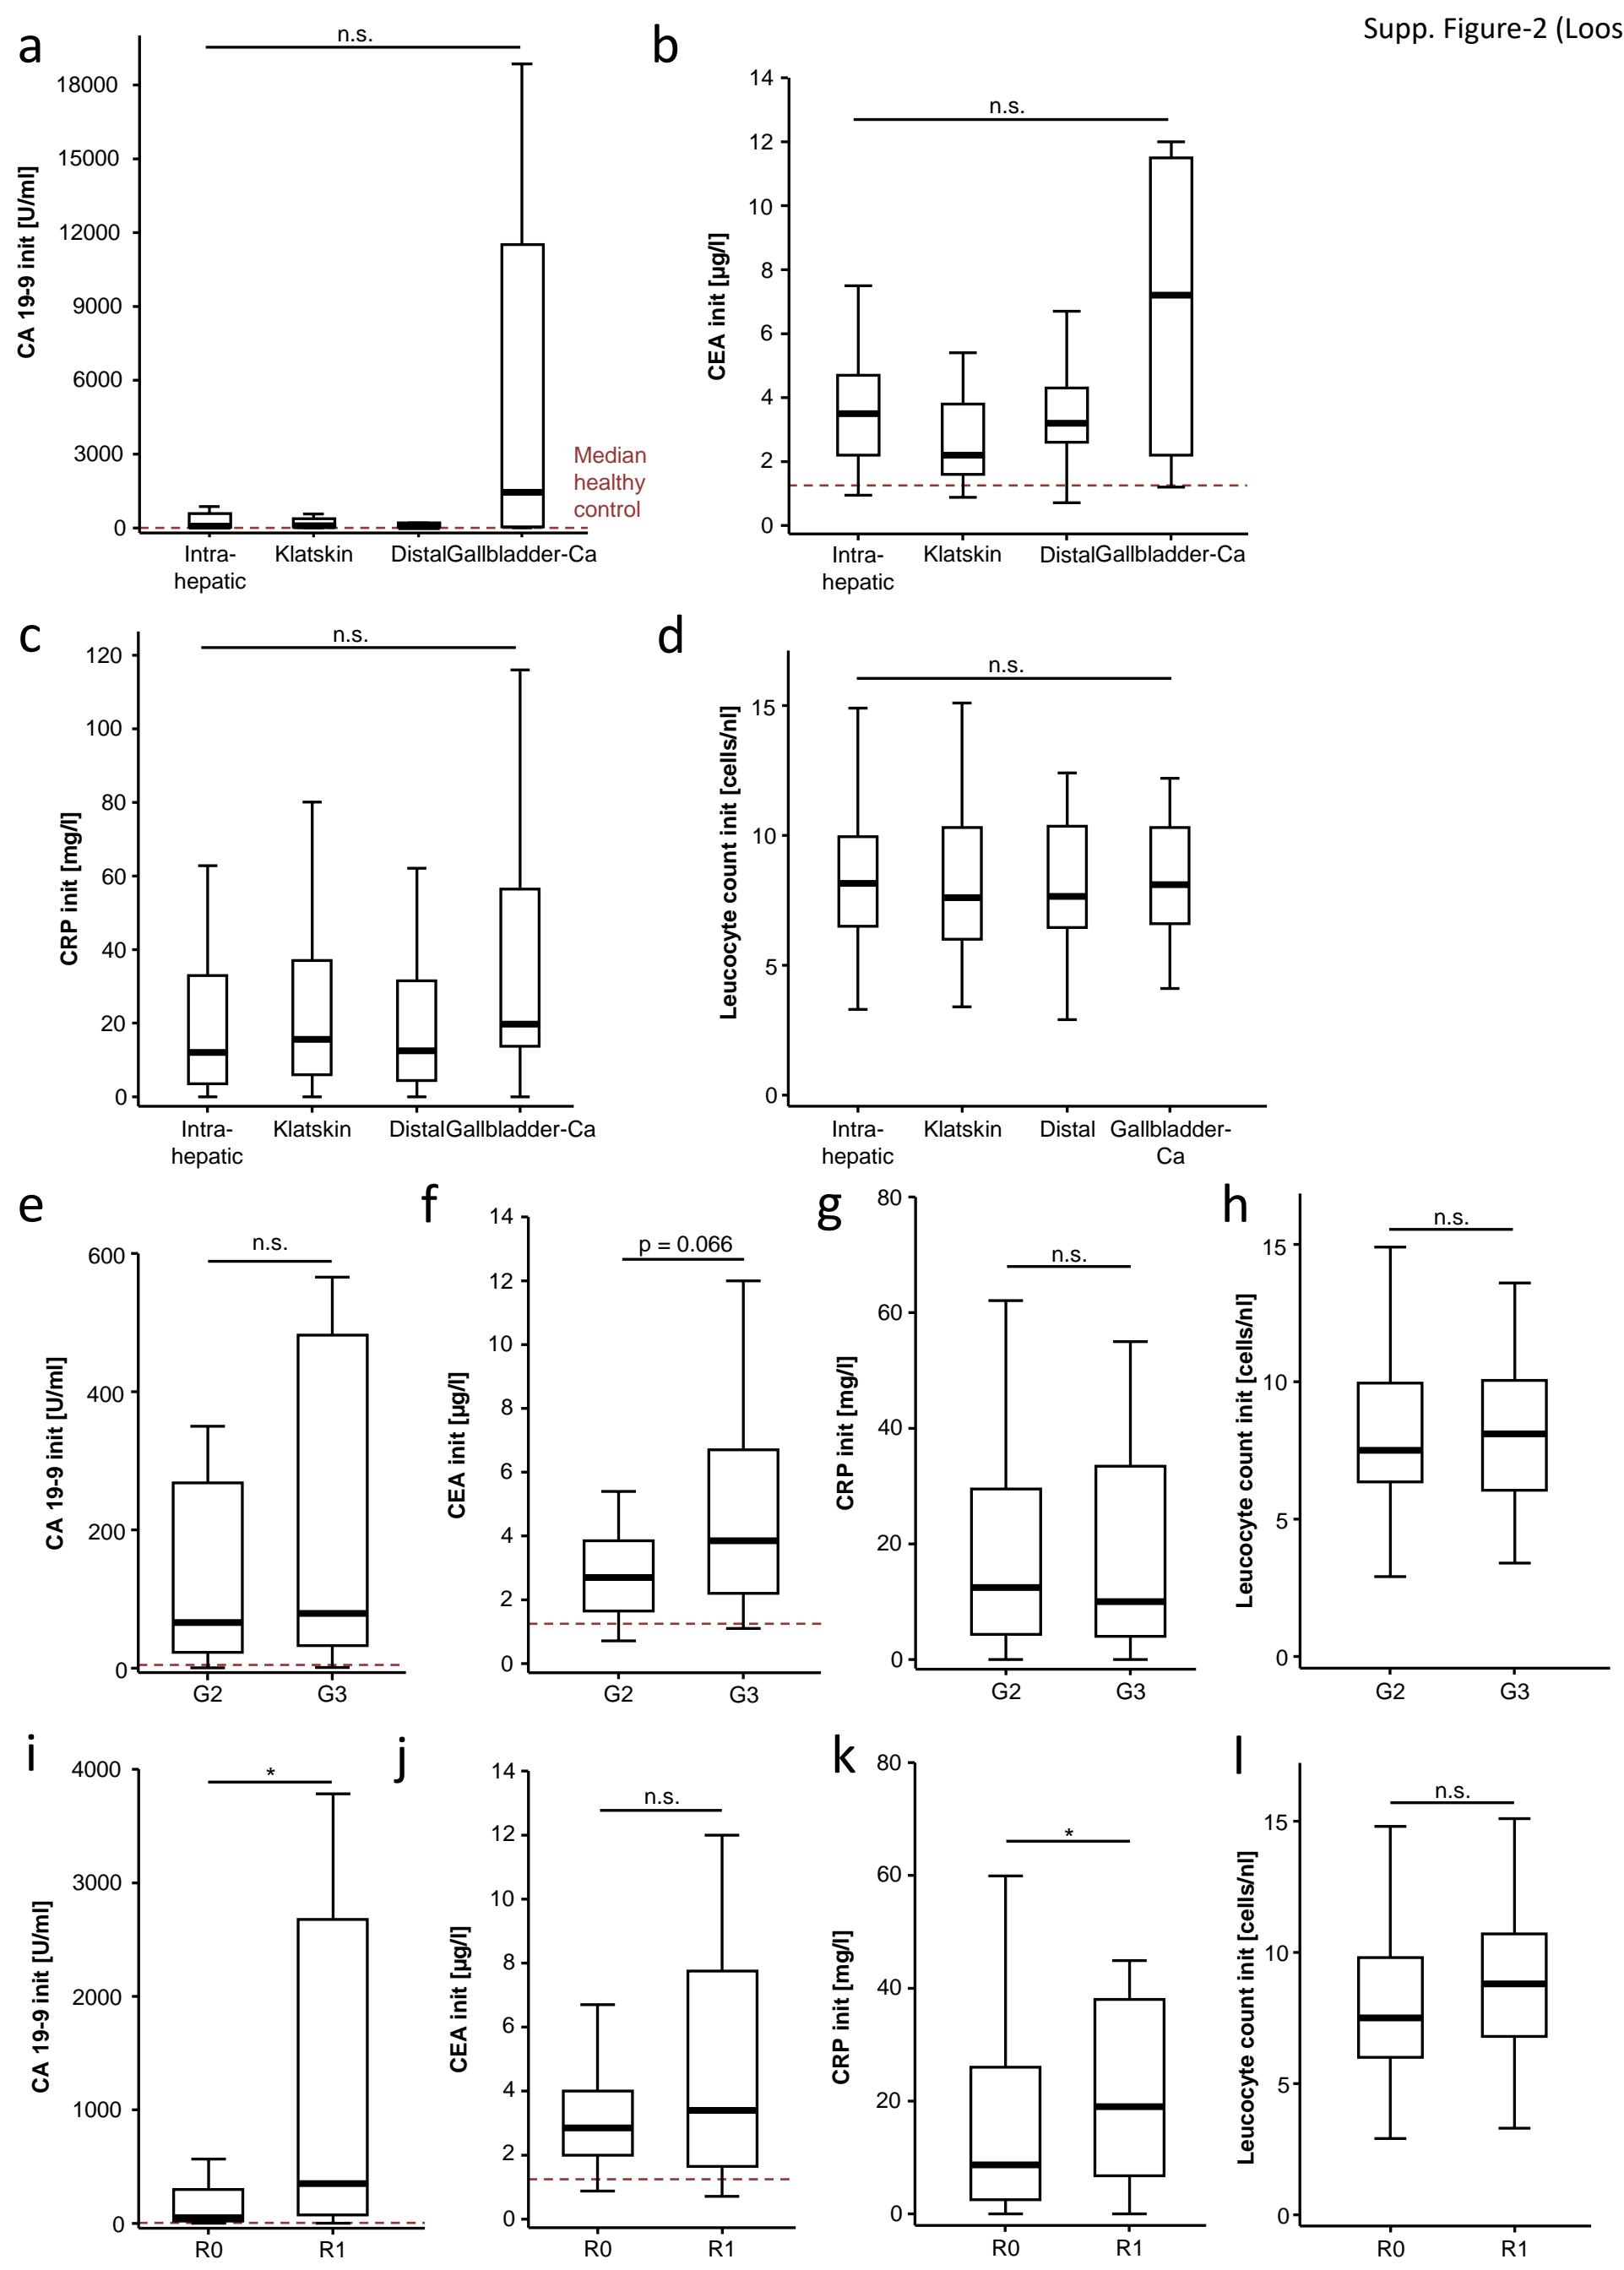 Supp. Figure-2 (Loos
a
n.s.
CA 19-9 init [U/ml]
18000
15000
12000
9000
6000
3000
0
Median
healthy
control
Intra-
hepatic
Klatskin
Distal
Gallbladder-Ca
b
n.s.
CEA init [µg/l]
14
12
10
8
6
4
2
0
Intra-
hepatic
Klatskin
Distal
Gallbladder-Ca
c
n.s.
CRP init [mg/l]
120
100
80
60
40
20
0
Intra-
hepatic
Klatskin
Distal
Gallbladder-Ca
d
n.s.
Leucocyte count init [cells/nl]
15
10
5
0
Intra-
hepatic
Klatskin
Distal
Gallbladder-
Ca
e
n.s.
CA 19-9 init [U/ml]
600
400
200
0
G2
G3
f
p = 0.066
CEA init [µg/l]
14
12
10
8
6
4
2
0
G2
G3
g
n.s.
CRP init [mg/l]
80
60
40
20
0
G2
G3
h
n.s.
Leucocyte count init [cells/nl]
15
10
5
0
G2
G3
i
*
CA 19-9 init [U/ml]
4000
3000
2000
1000
0
R0
R1
j
n.s.
CEA init [µg/l]
14
12
10
8
6
4
2
0
R0
R1
k
*
CRP init [mg/l]
80
60
40
20
0
R0
R1
l
n.s.
Leucocyte count init [cells/nl]
15
10
5
0
R0
R1